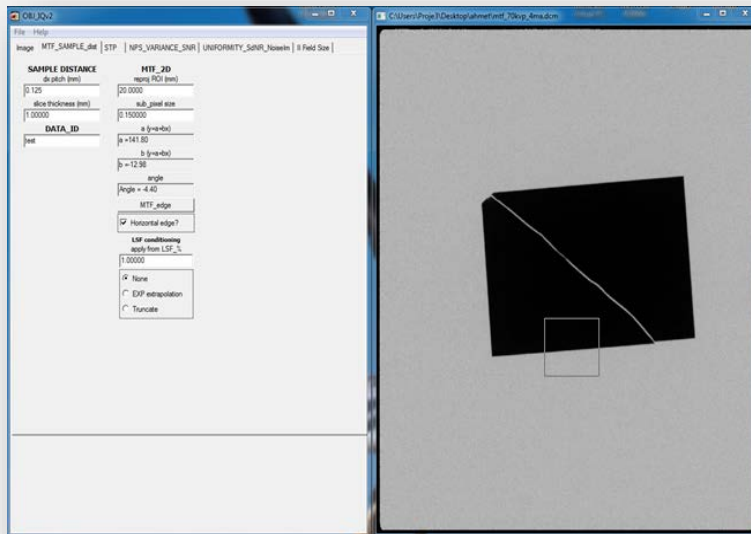 OBJ_IQv2
File Help
Image MTF_SAMPLE_dist STP NPS_VARIANCE_SNR UNIFORMITY_SdNR_NoiseIm II Field Size
SAMPLE DISTANCE
dx pitch (mm)
0.125
slice thickness (mm)
1.00000
DATA_ID
test
MTF_2D
reproj ROI (mm)
20.0000
sub_pixel size
0.150000
a (y=a+bx)
a =141.80
b (y=a+bx)
b =-12.98
angle
Angle = -4.40
MTF_edge
Horizontal edge?
LSF conditioning
apply from LSF_%
1.00000
None
EXP extrapolation
Truncate
C:\Users\Proje3\Desktop\ahmet\mtf_70kvp_4ms.dcm